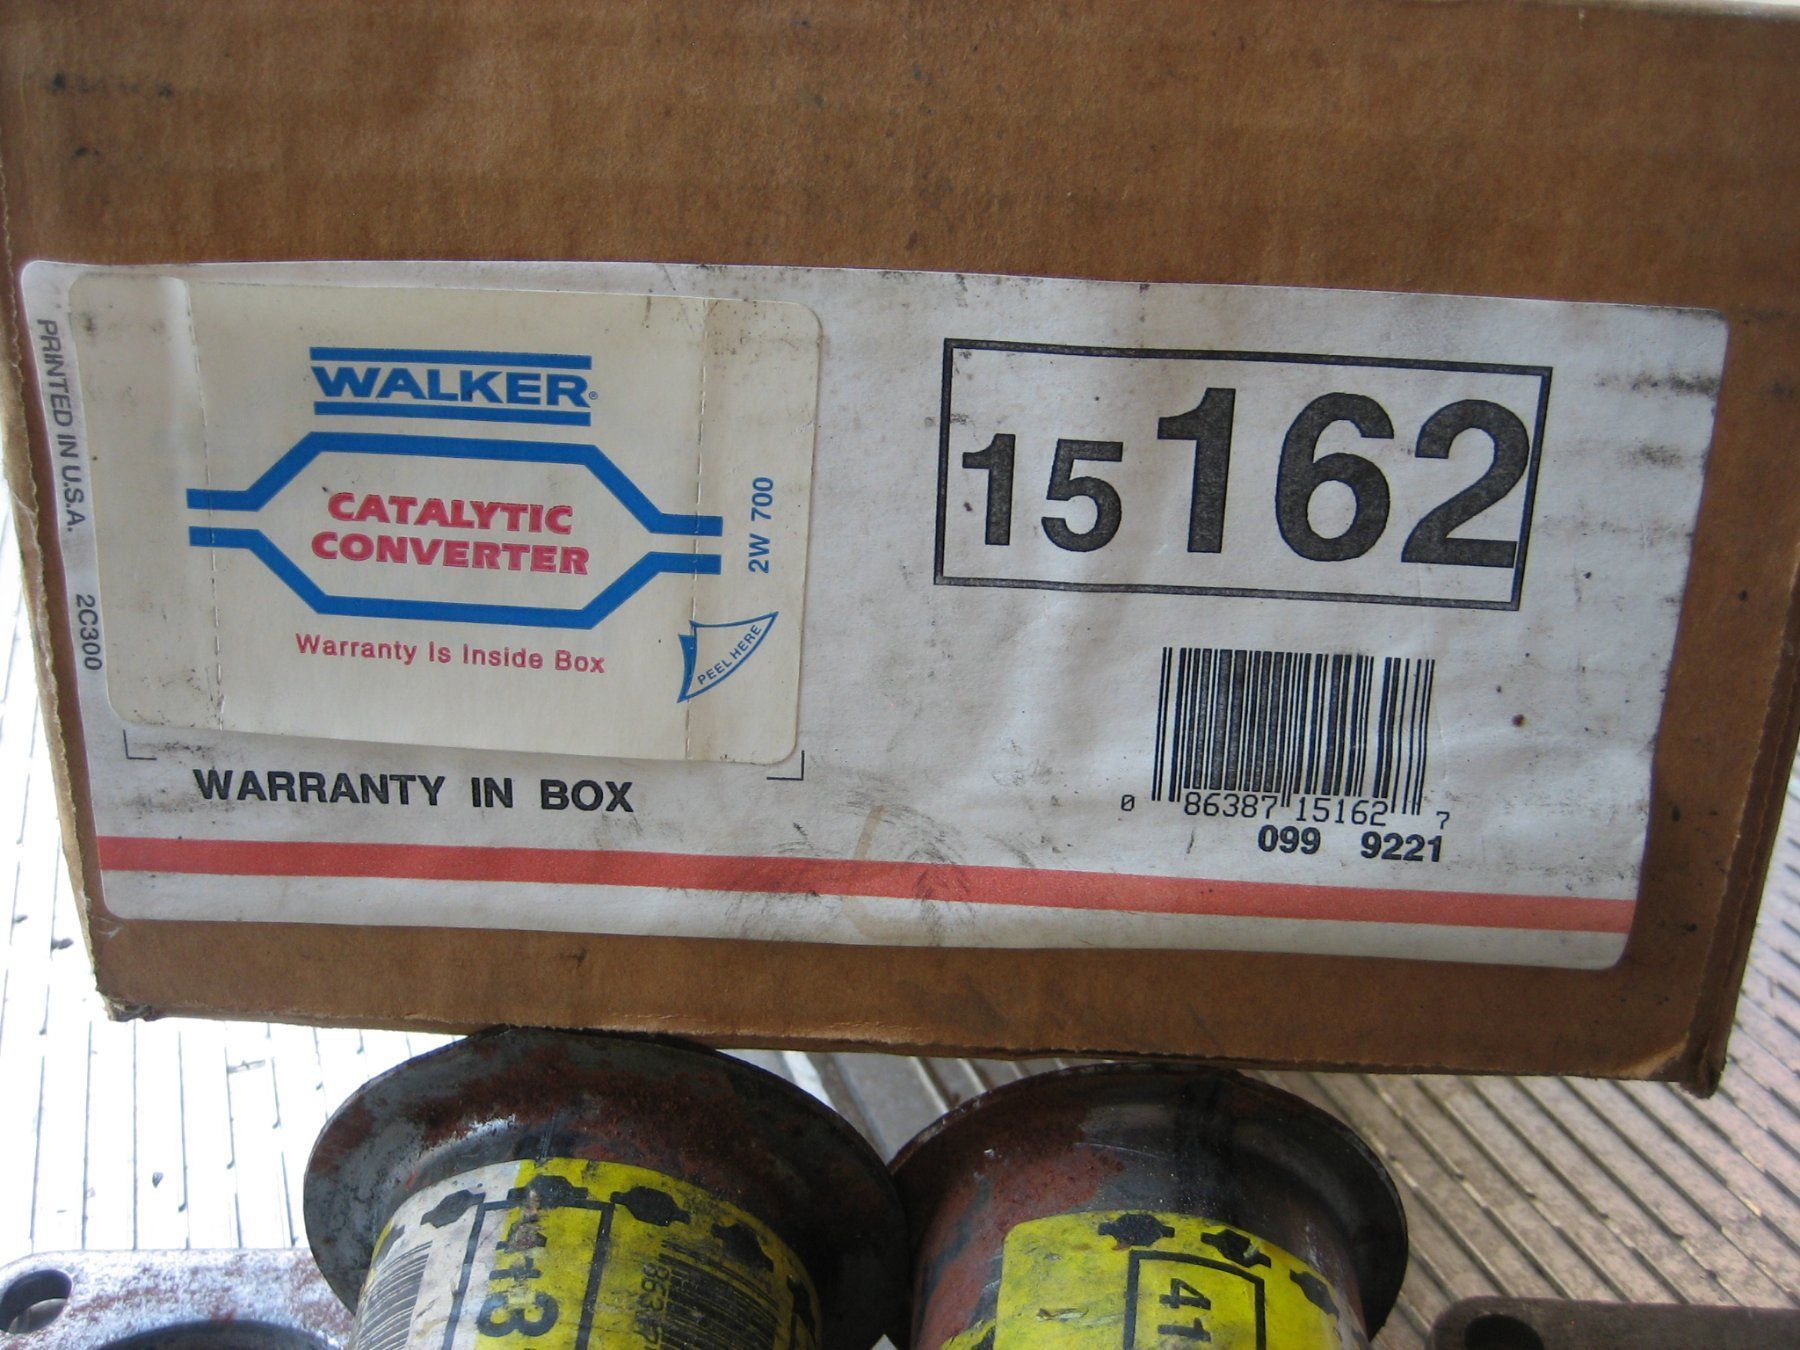 PRINTED IN U.S.A. 2C300
WALKER®
CATALYTIC
CONVERTER
Warranty Is Inside Box
2W 700
PEEL HERE
WARRANTY IN BOX
15162
0 86387 15162 7
099 9221
41